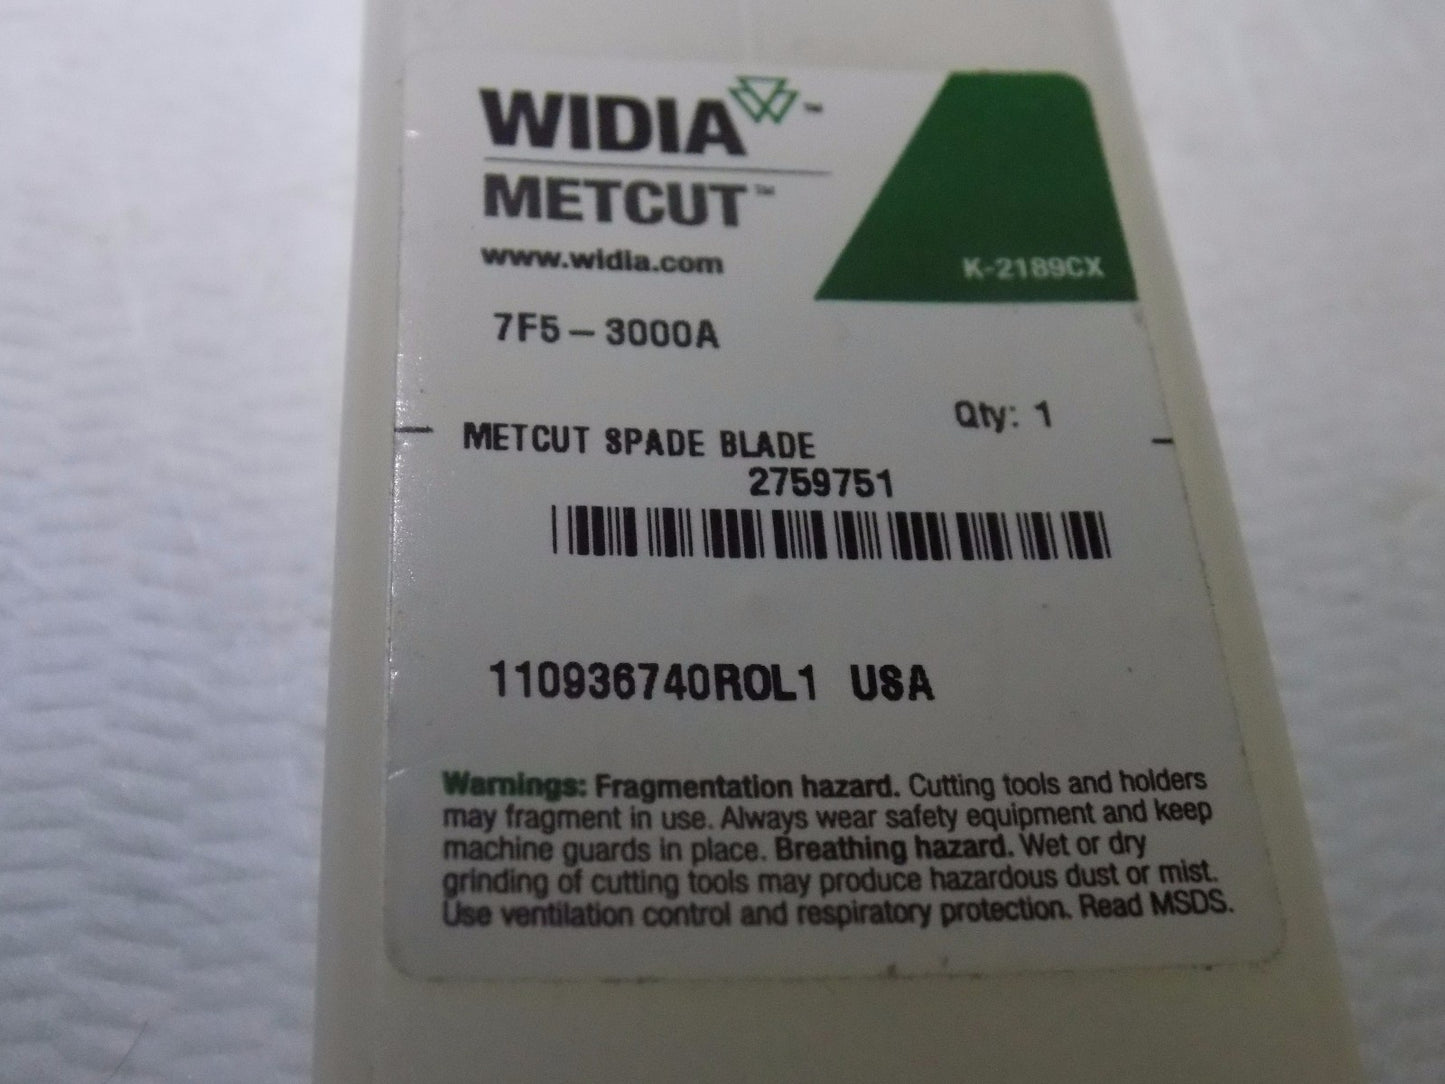 WIDIA™
METCUT™
www.widia.com
K-2189CX
7F5-3000A
Qty: 1
METCUT SPADE BLADE
2759751
110936740ROL1 USA
Warnings: Fragmentation hazard. Cutting tools and holders
may fragment in use. Always wear safety equipment and keep
machine guards in place. Breathing hazard. Wet or dry
grinding of cutting tools may produce hazardous dust or mist.
Use ventilation control and respiratory protection. Read MSDS.